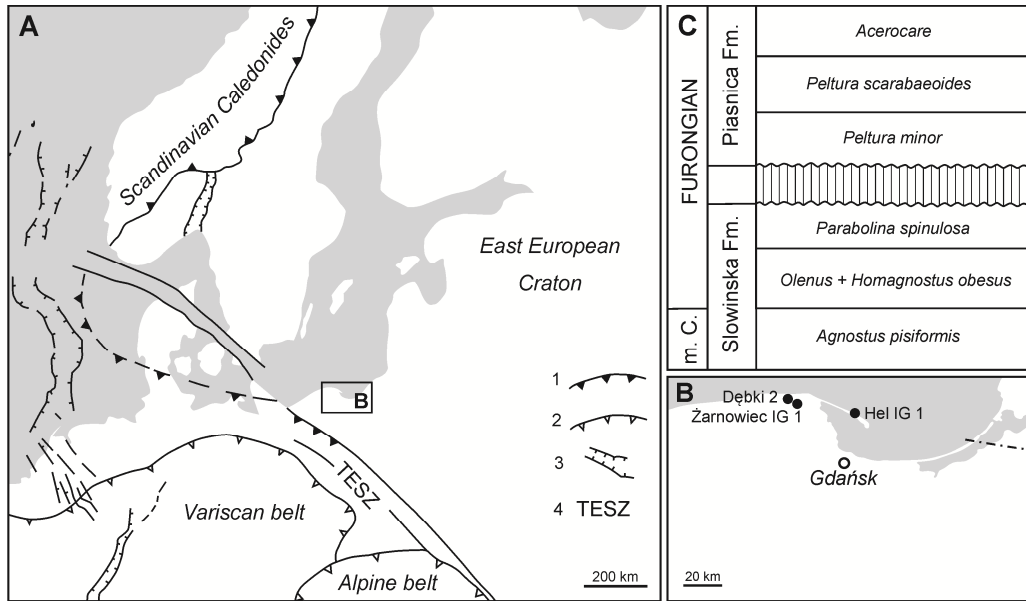 A
Scandinavian Caledonides
East European
Craton
B
1
2
3
4 TESZ
TESZ
Variscan belt
Alpine belt
200 km
C
FURONGIAN
m. C.
Piasnica Fm.
Slowinska Fm.
Acerocare
Peltura scarabaeoides
Peltura minor
Parabolina spinulosa
Olenus + Homagnostus obesus
Agnostus pisiformis
B
Dębki 2
Żarnowiec IG 1
Hel IG 1
Gdańsk
20 km